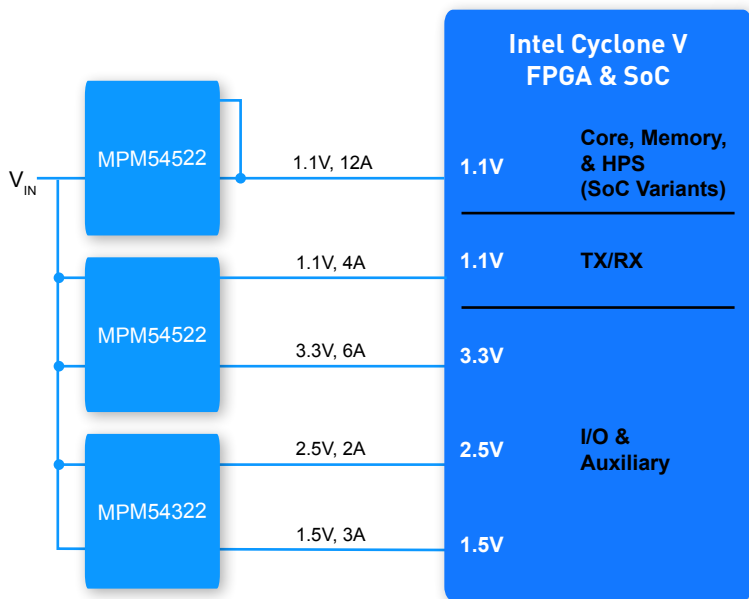 Intel Cyclone V
FPGA & SoC
MPM54522
V_IN
1.1V, 12A
1.1V
Core, Memory,
& HPS
(SoC Variants)
MPM54522
1.1V, 4A
1.1V
TX/RX
3.3V, 6A
3.3V
MPM54322
2.5V, 2A
2.5V
I/O &
Auxiliary
1.5V, 3A
1.5V